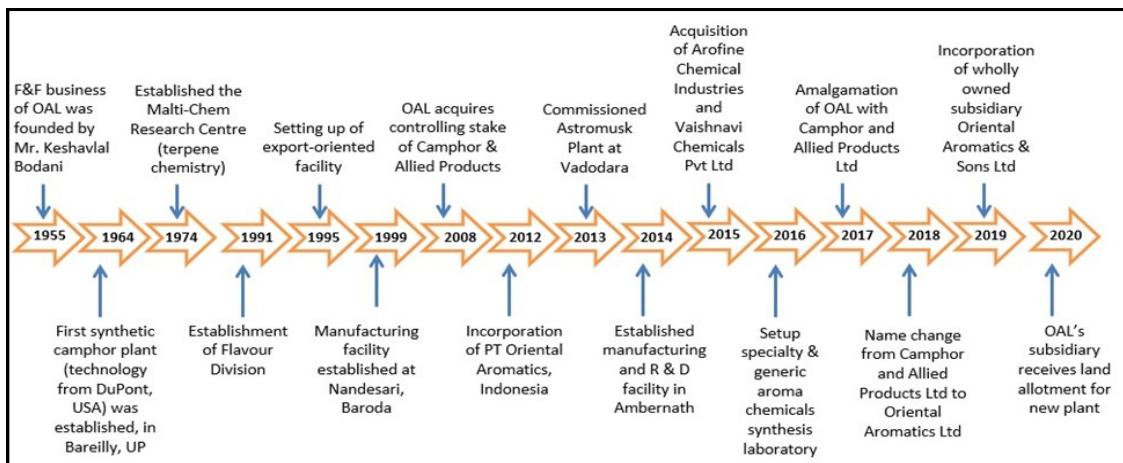 F&F business
of OAL was
founded by
Mr. Keshavlal
Bodani
Established the
Malti-Chem
Research Centre
(terpene
chemistry)
Setting up of
export-oriented
facility
OAL acquires
controlling stake
of Camphor &
Allied Products
Commissioned
Astromusk
Plant at
Vadodara
Acquisition
of Arofine
Chemical
Industries
and
Vaishnavi
Chemicals
Pvt Ltd
Amalgamation
of OAL with
Camphor and
Allied Products
Ltd
Incorporation
of wholly
owned
subsidiary
Oriental
Aromatics &
Sons Ltd
1955 1964 1974 1991 1995 1999 2008 2012 2013 2014 2015 2016 2017 2018 2019 2020
First synthetic
camphor plant
(technology
from DuPont,
USA) was
established, in
Bareilly, UP
Establishment
of Flavour
Division
Manufacturing
facility
established at
Nandesari,
Baroda
Incorporation
of PT Oriental
Aromatics,
Indonesia
Established
manufacturing
and R & D
facility in
Ambernath
Setup
specialty &
generic
aroma
chemicals
synthesis
laboratory
Name change
from Camphor
and Allied
Products Ltd to
Oriental
Aromatics Ltd
OAL's
subsidiary
receives land
allotment for
new plant